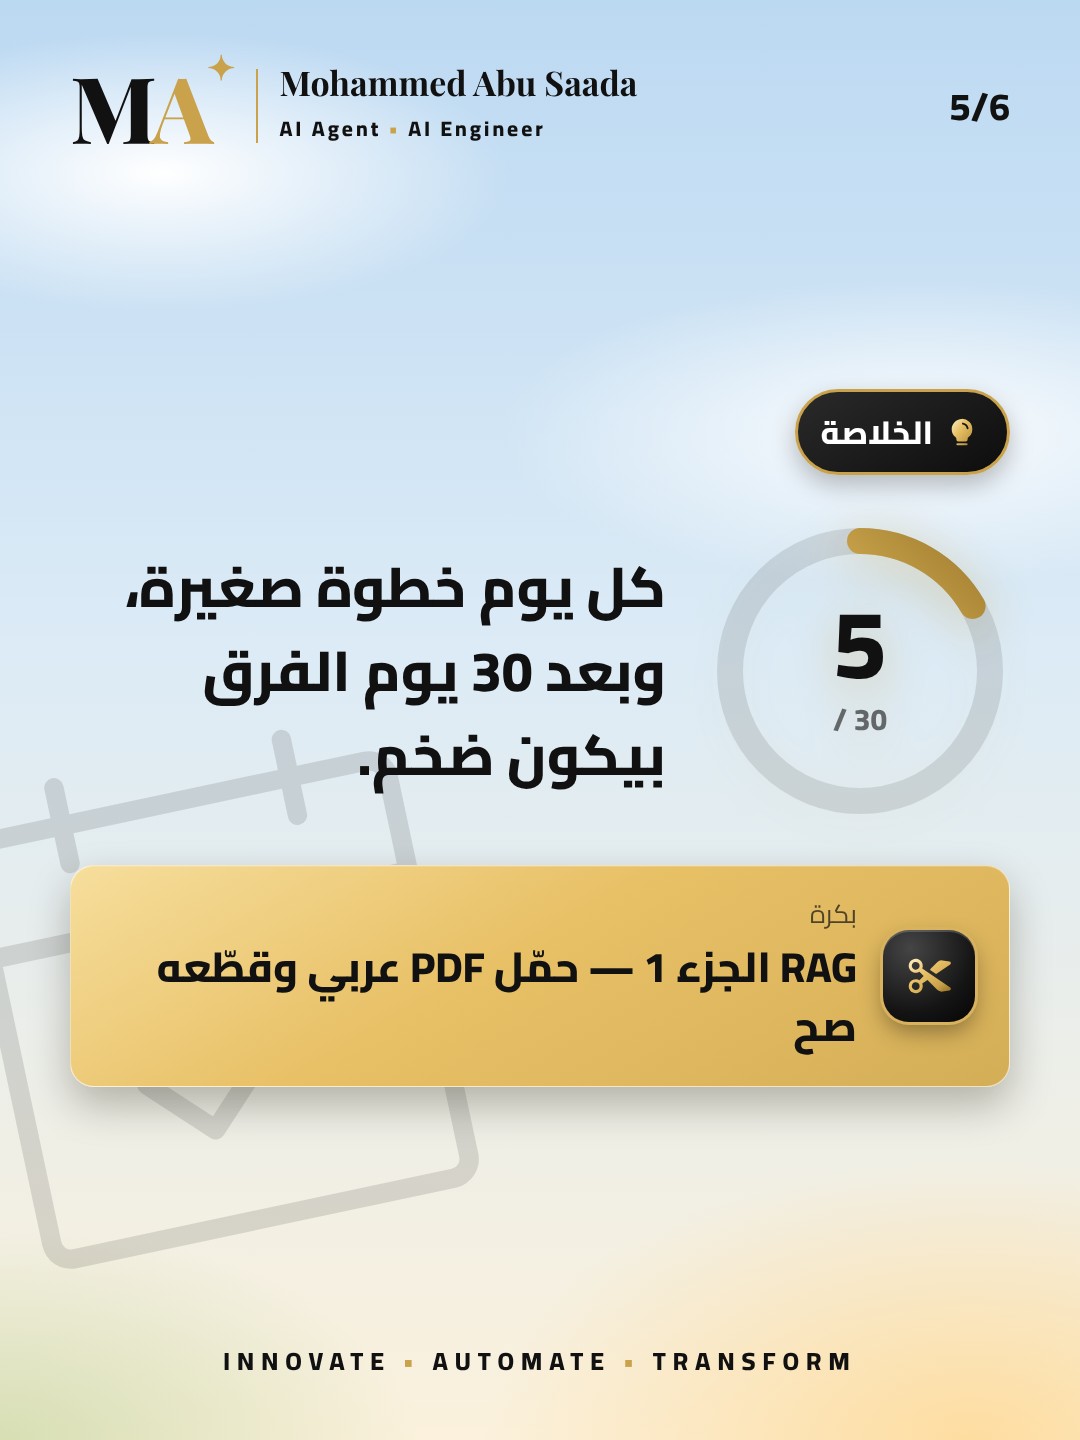 MA
Mohammed Abu Saada
AI Agent ▪ AI Engineer
5/6
الخلاصة
5
/ 30
كل يوم خطوة صغيرة،
وبعد 30 يوم الفرق
بيكون ضخم.
بكرة
RAG الجزء 1 — حمّل PDF عربي وقطّعه
صح
INNOVATE ▪ AUTOMATE ▪ TRANSFORM